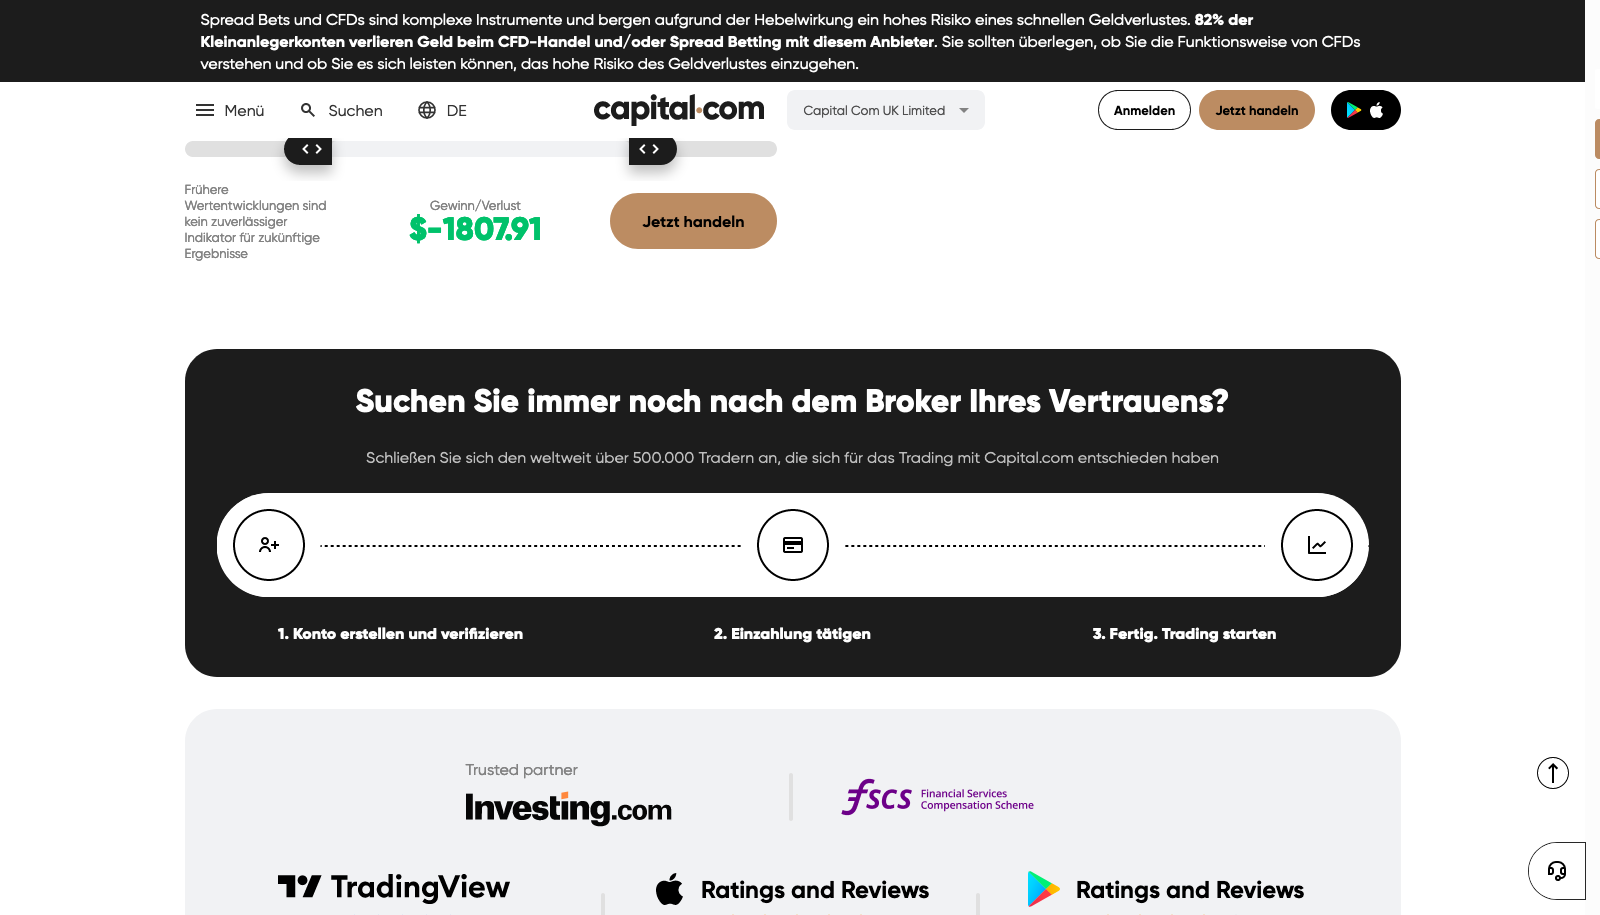 Spread Bets und CFDs sind komplexe Instrumente und bergen aufgrund der Hebelwirkung ein hohes Risiko eines schnellen Geldverlustes. 82% der
Kleinanlegerkonten verlieren Geld beim CFD-Handel und/oder Spread Betting mit diesem Anbieter. Sie sollten überlegen, ob Sie die Funktionsweise von CFDs
verstehen und ob Sie es sich leisten können, das hohe Risiko des Geldverlustes einzugehen.
Menü Suchen DE capital.com Capital Com UK Limited Anmelden Jetzt handeln
Frühere
Wertentwicklungen sind
kein zuverlässiger
Indikator für zukünftige
Ergebnisse
Gewinn/Verlust
$-1807.91
Jetzt handeln
Suchen Sie immer noch nach dem Broker Ihres Vertrauens?
Schließen Sie sich den weltweit über 500.000 Tradern an, die sich für das Trading mit Capital.com entschieden haben
1. Konto erstellen und verifizieren 2. Einzahlung tätigen 3. Fertig. Trading starten
Trusted partner
Investing.com
fscs Financial Services
Compensation Scheme
TradingView Ratings and Reviews Ratings and Reviews